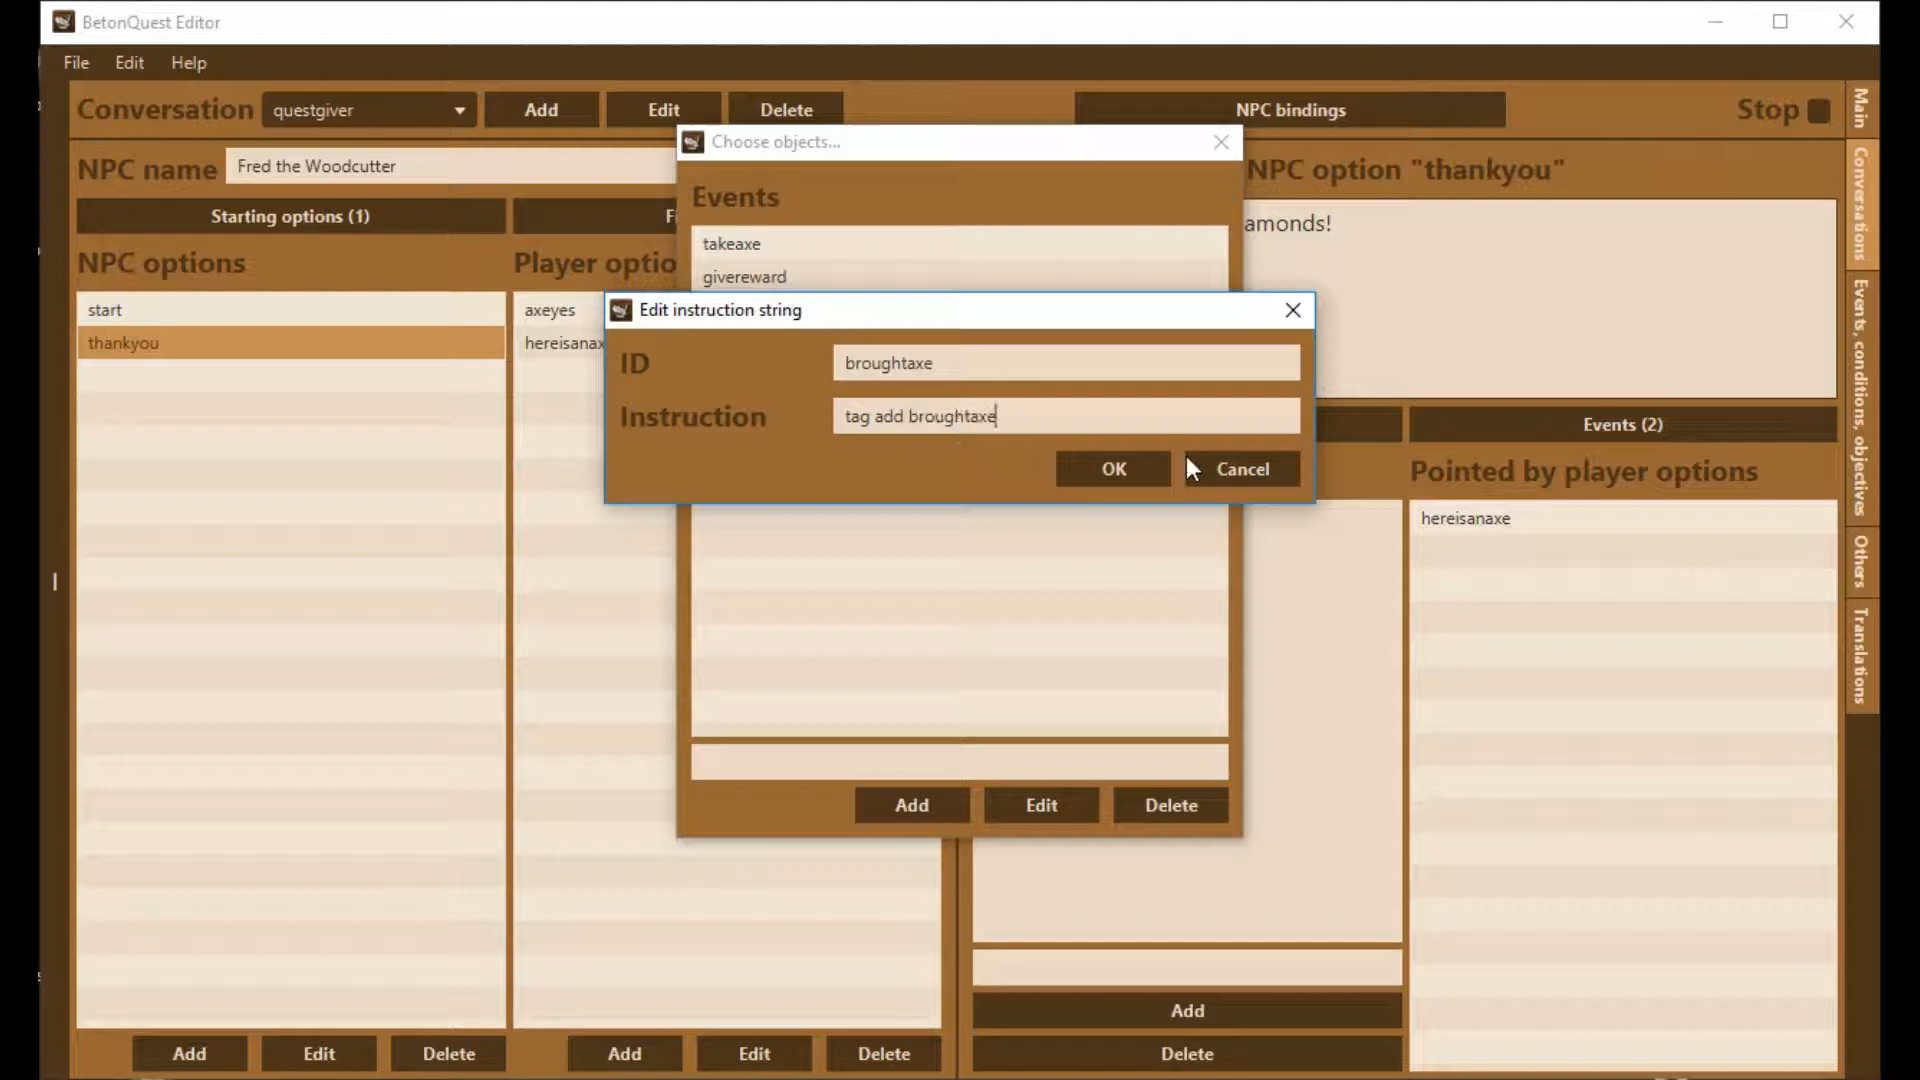 BetonQuest Editor
File Edit Help
Conversation questgiver Add Edit Delete NPC bindings Stop
Choose objects...
NPC name Fred the Woodcutter
NPC option "thankyou"
Starting options (1)
Events
amonds!
takeaxe
givereward
NPC options
Player optio
start
thankyou
axeyes
hereisanax
Edit instruction string
ID broughtaxe
Instruction tag add broughtaxe
OK Cancel
Events (2)
Pointed by player options
hereisanaxe
Add Edit Delete
Add
Delete
Add Edit Delete
Add Edit Delete
Main
Conversations
Events, conditions, objectives
Others
Translations